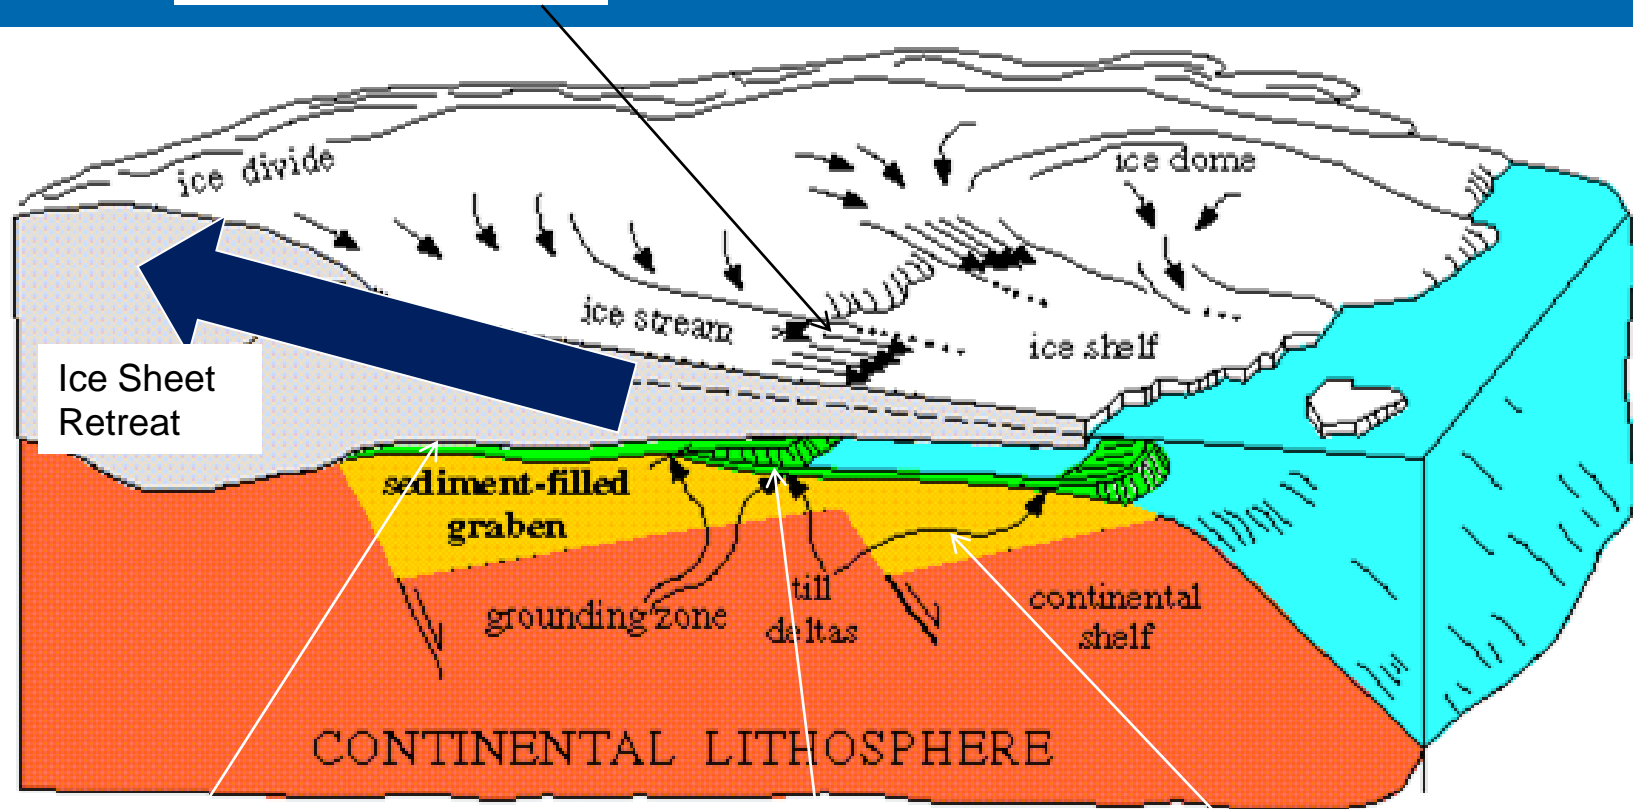 ice divide
ice dome
ice stream
ice shelf
Ice Sheet
Retreat
sediment-filled
graben
grounding zone
till
deltas
continental
shelf
CONTINENTAL LITHOSPHERE